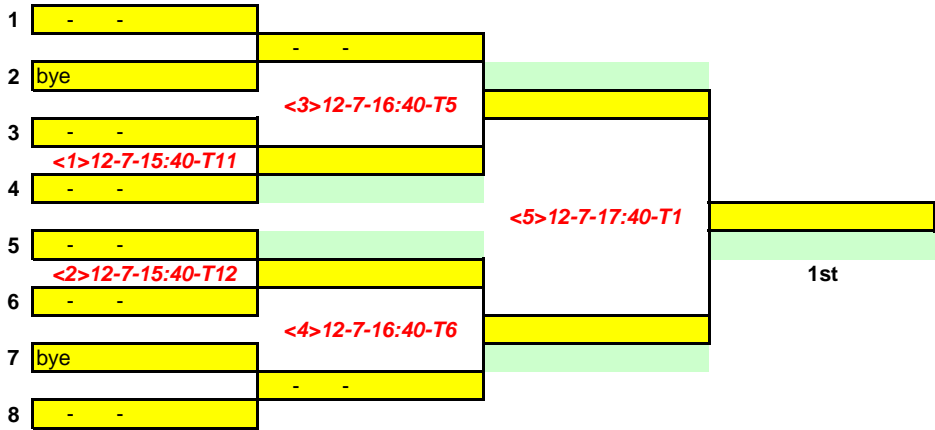 1 - -
- -
2 bye
<3>12-7-16:40-T5
3 - -
<1>12-7-15:40-T11
4 - -
<5>12-7-17:40-T1
5 - -
<2>12-7-15:40-T12
1st
6 - -
<4>12-7-16:40-T6
7 bye
- -
8 - -